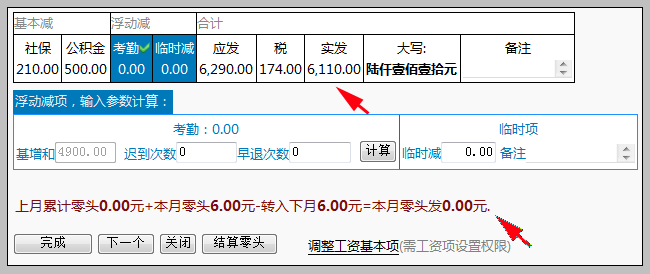 基本减 浮动减 合计
社保 公积金 考勤 临时减 应发 税 实发 大写: 备注
210.00 500.00 0.00 0.00 6,290.00 174.00 6,110.00 陆仟壹佰壹拾元
浮动减项，输入参数计算：
考勤：0.00 临时项
基增和 4900.00 迟到次数 0 早退次数 0 计算 临时减 0.00 备注
上月累计零头0.00元+本月零头6.00元-转入下月6.00元=本月零头发0.00元.
完成 下一个 关闭 结算零头 调整工资基本项(需工资项设置权限)